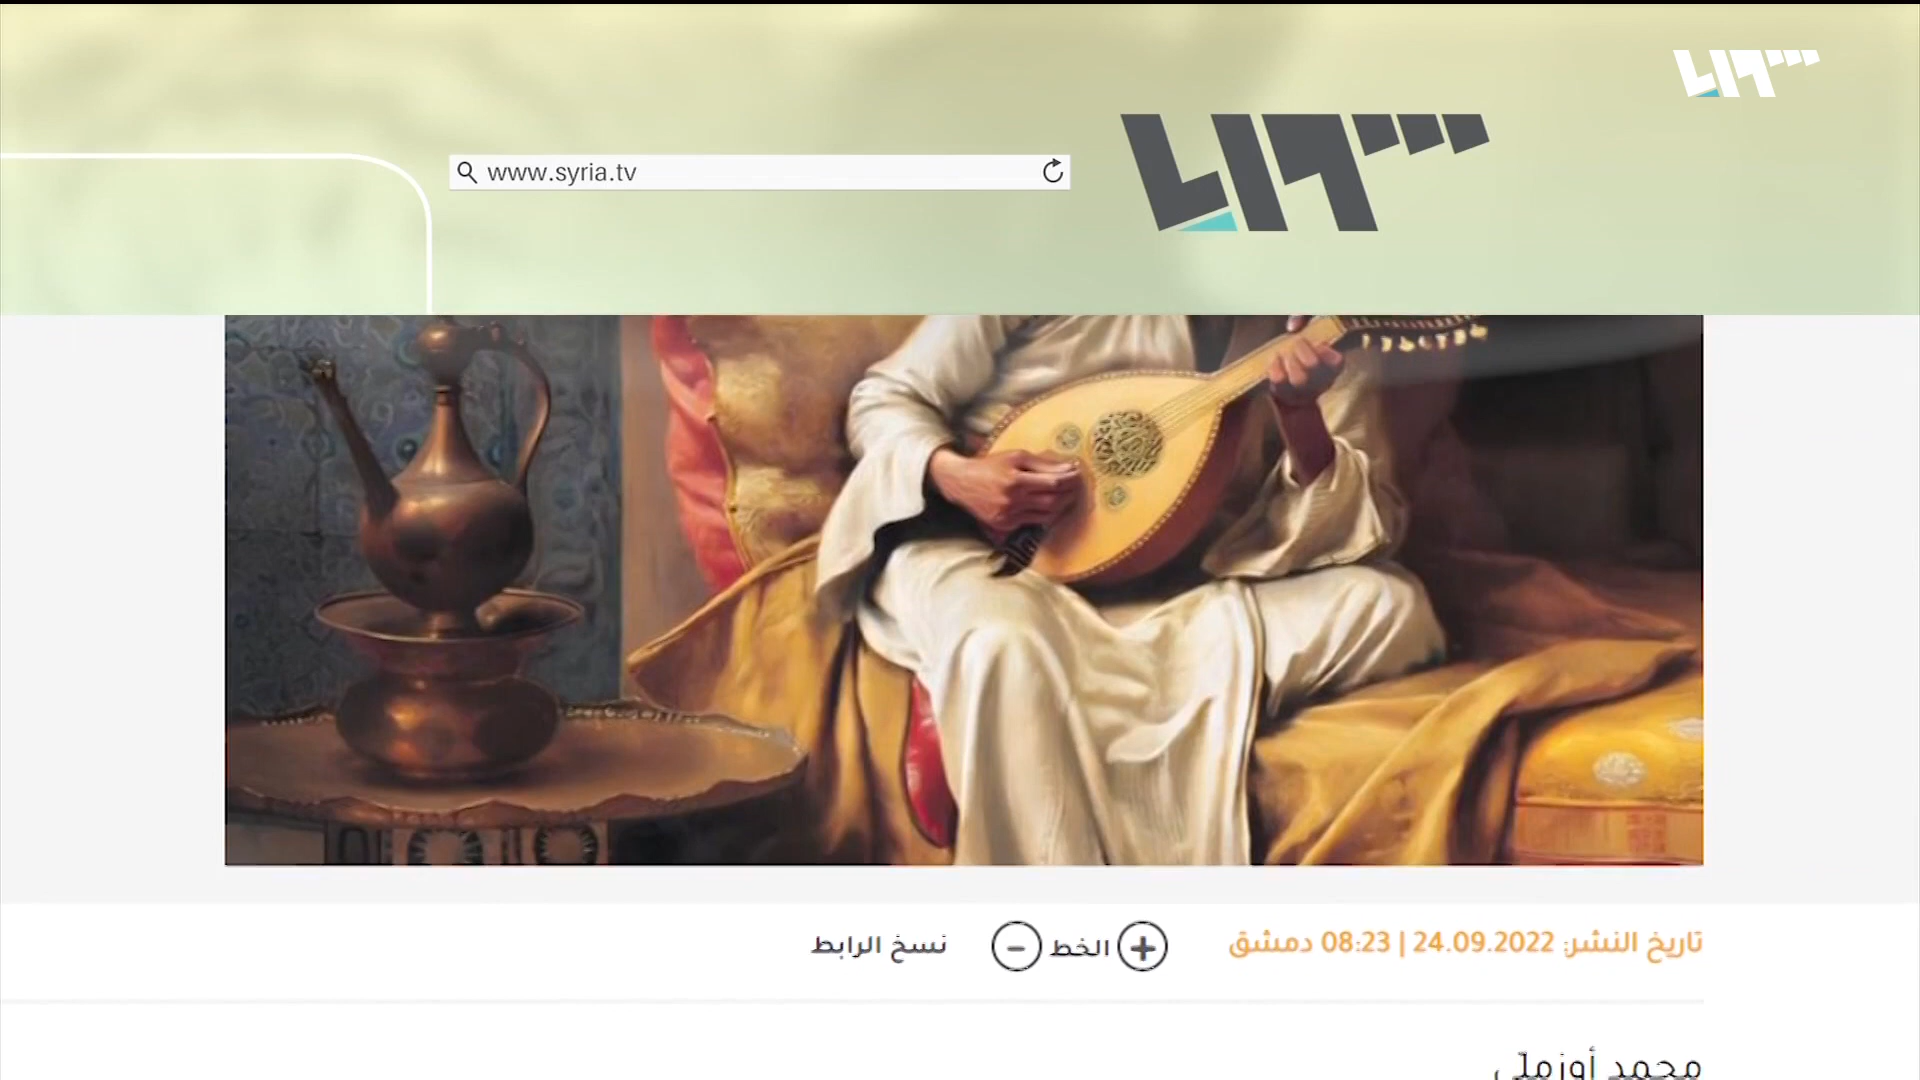 www.syria.tv
تاريخ النشر: 24.09.2022 | 08:23 دمشق
الخط
نسخ الرابط
محمد أوزملي